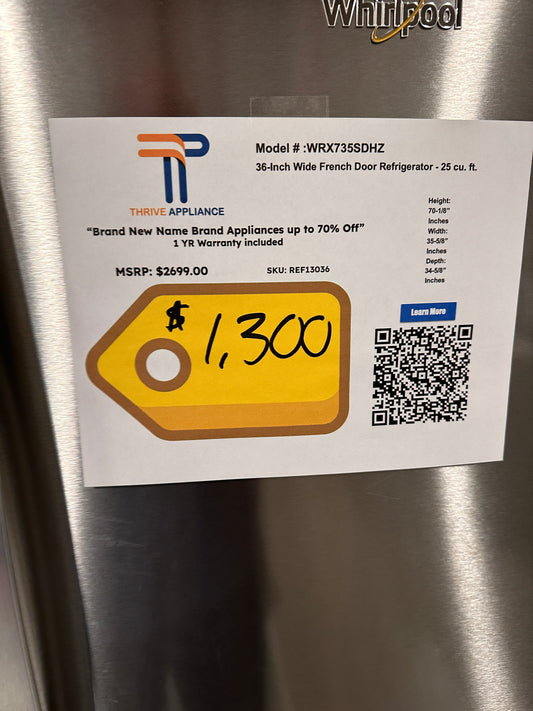 Whirlpool
Model # :WRX735SDHZ
36-Inch Wide French Door Refrigerator - 25 cu. ft.
THRIVE APPLIANCE
“Brand New Name Brand Appliances up to 70% Off”
1 YR Warranty included
Height:
70-1/8”
Inches
Width:
35-5/8”
Inches
Depth:
34-5/8”
Inches
MSRP: $2699.00
SKU: REF13036
$1,300
Learn More